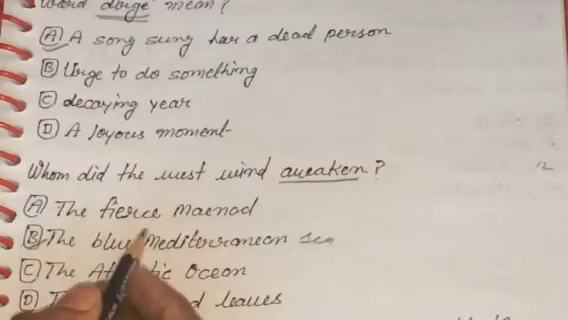 word dirge mean?
(A) A song sung for a dead person
(B) Urge to do something
(C) decaying year
(D) A Joyous moment
Whom did the west wind awaken?
(A) The fierce Maenad
(B) The blue Mediterranean sea
(C) The Atlantic Ocean
(D) leaves
12